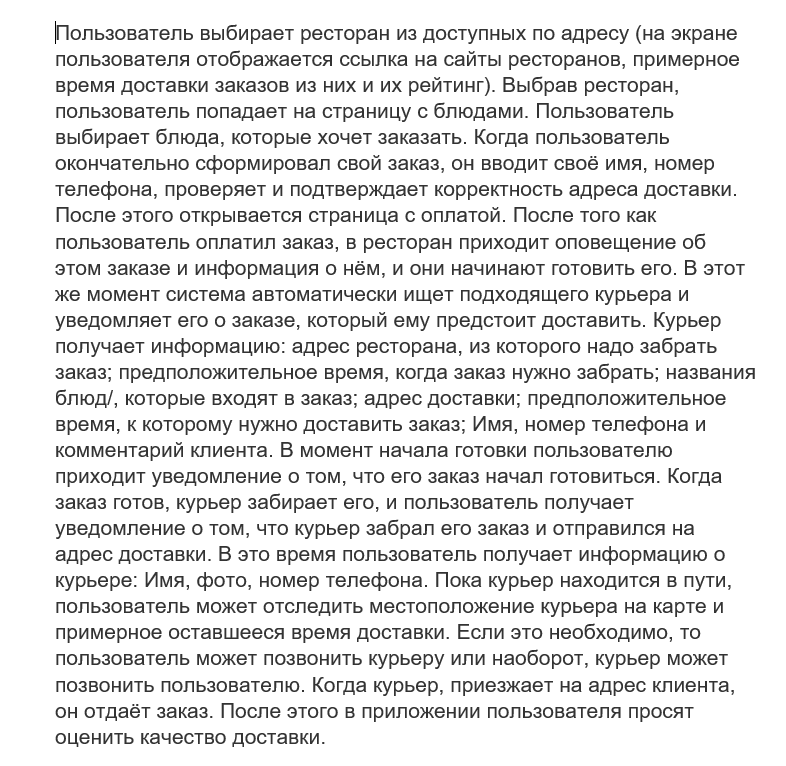 Пользователь выбирает ресторан из доступных по адресу (на экране
пользователя отображается ссылка на сайты ресторанов, примерное
время доставки заказов из них и их рейтинг). Выбрав ресторан,
пользователь попадает на страницу с блюдами. Пользователь
выбирает блюда, которые хочет заказать. Когда пользователь
окончательно сформировал свой заказ, он вводит своё имя, номер
телефона, проверяет и подтверждает корректность адреса доставки.
После этого открывается страница с оплатой. После того как
пользователь оплатил заказ, в ресторан приходит оповещение об
этом заказе и информация о нём, и они начинают готовить его. В этот
же момент система автоматически ищет подходящего курьера и
уведомляет его о заказе, который ему предстоит доставить. Курьер
получает информацию: адрес ресторана, из которого надо забрать
заказ; предположительное время, когда заказ нужно забрать; названия
блюд/, которые входят в заказ; адрес доставки; предположительное
время, к которому нужно доставить заказ; Имя, номер телефона и
комментарий клиента. В момент начала готовки пользователю
приходит уведомление о том, что его заказ начал готовиться. Когда
заказ готов, курьер забирает его, и пользователь получает
уведомление о том, что курьер забрал его заказ и отправился на
адрес доставки. В это время пользователь получает информацию о
курьере: Имя, фото, номер телефона. Пока курьер находится в пути,
пользователь может отследить местоположение курьера на карте и
примерное оставшееся время доставки. Если это необходимо, то
пользователь может позвонить курьеру или наоборот, курьер может
позвонить пользователю. Когда курьер, приезжает на адрес клиента,
он отдаёт заказ. После этого в приложении пользователя просят
оценить качество доставки.